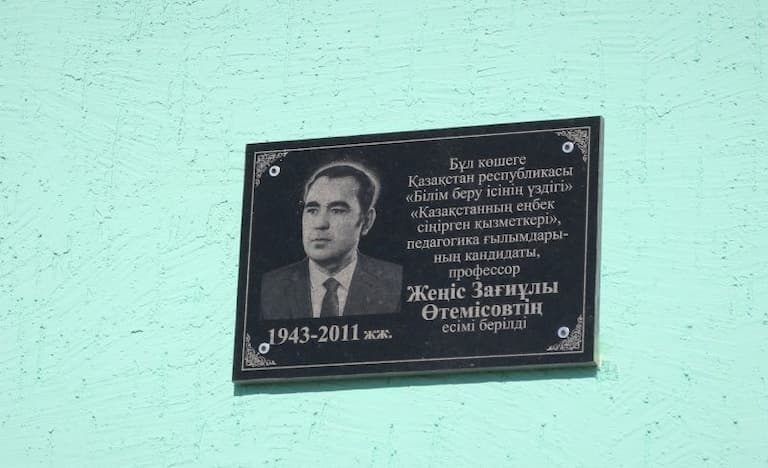 Бұл көшеге
Қазақстан республикасы
«Білім беру ісінің үздігі»
«Қазақстанның еңбек
сіңірген қызметкері»,
педагогика ғылымдары-
ның кандидаты,
профессор
Жеңіс Зағиұлы
Өтемісовтің
есімі берілді
1943-2011 жж.